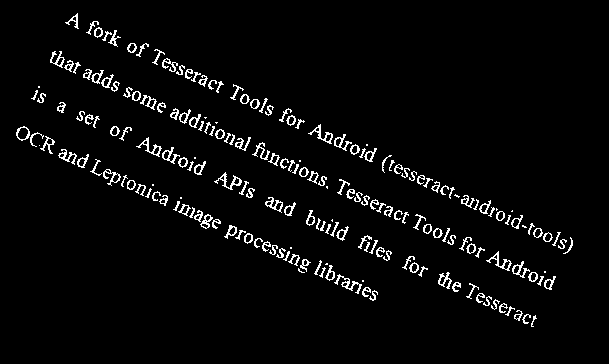 A fork of Tesseract Tools for Android (tesseract-android-tools)
that adds some additional functions. Tesseract Tools for Android
is a set of Android APIs and build files for the Tesseract
OCR and Leptonica image processing libraries